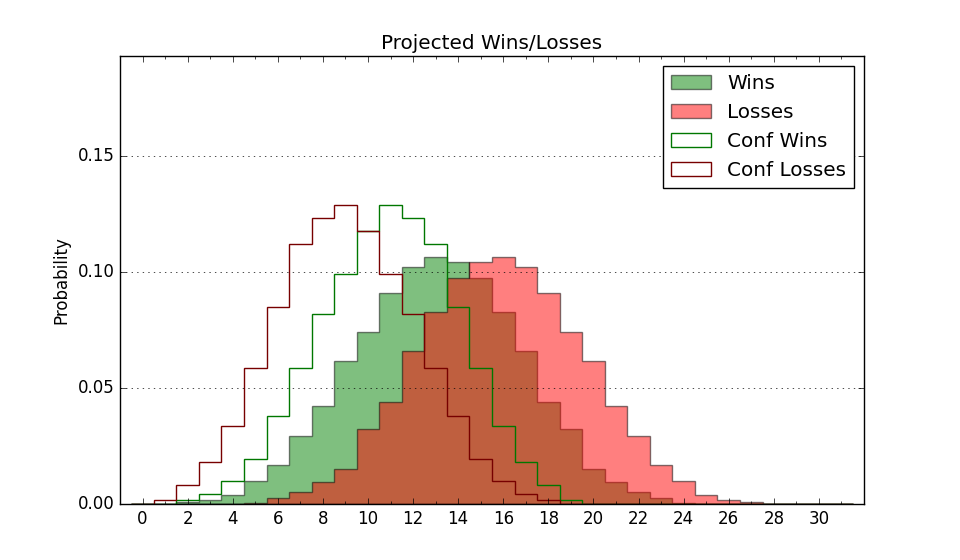 Projected Wins/Losses
Wins
Losses
Conf Wins
Conf Losses
Probability
0.15
0.10
0.05
0.00
0 2 4 6 8 10 12 14 16 18 20 22 24 26 28 30